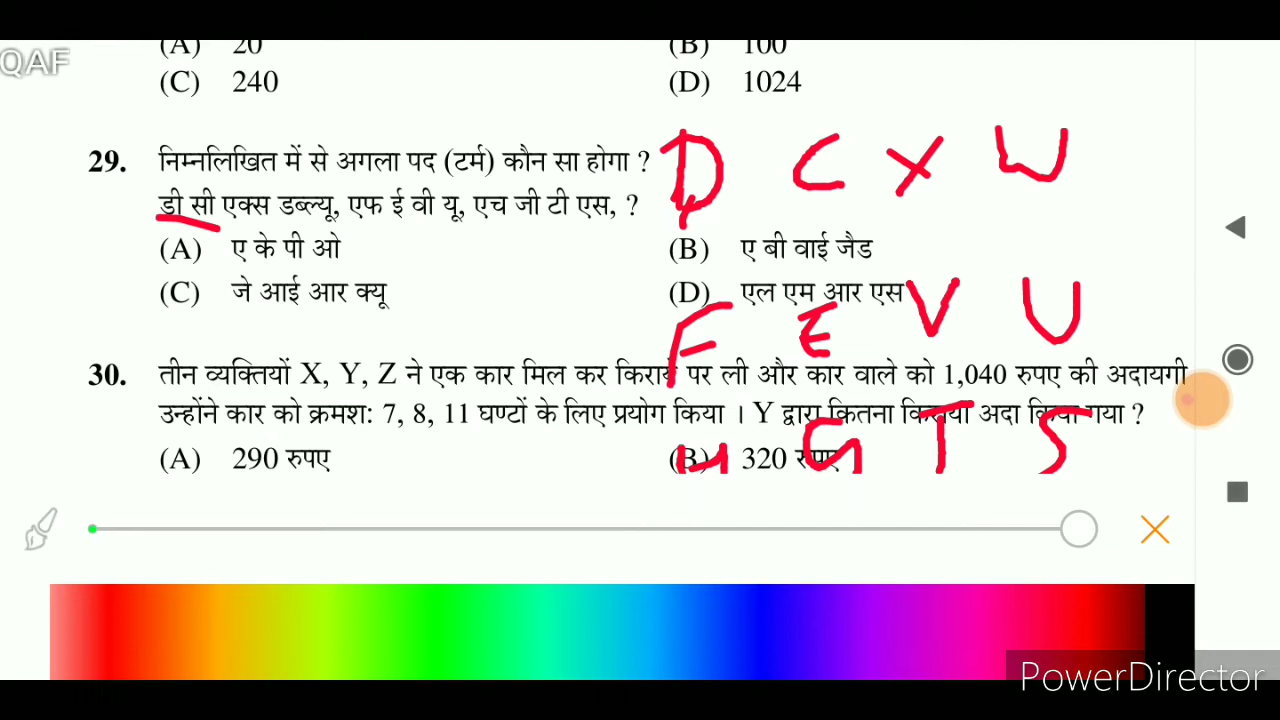 QAF
(A) 20 (B) 100
(C) 240 (D) 1024
29. निम्नलिखित में से अगला पद (टर्म) कौन सा होगा ? D C X W
डी सी एक्स डब्ल्यू, एफ ई वी यू, एच जी टी एस, ?
(A) ए के पी ओ (B) ए बी वाई जैड
(C) जे आई आर क्यू (D) एल एम आर एस
F E V U
30. तीन व्यक्तियों X, Y, Z ने एक कार मिल कर किराये पर ली और कार वाले को 1,040 रुपए की अदायगी
उन्होंने कार को क्रमश: 7, 8, 11 घण्टों के लिए प्रयोग किया । Y द्वारा कितना किराया अदा किया गया ?
H G T S
(A) 290 रुपए (B) 320 रुपए
PowerDirector